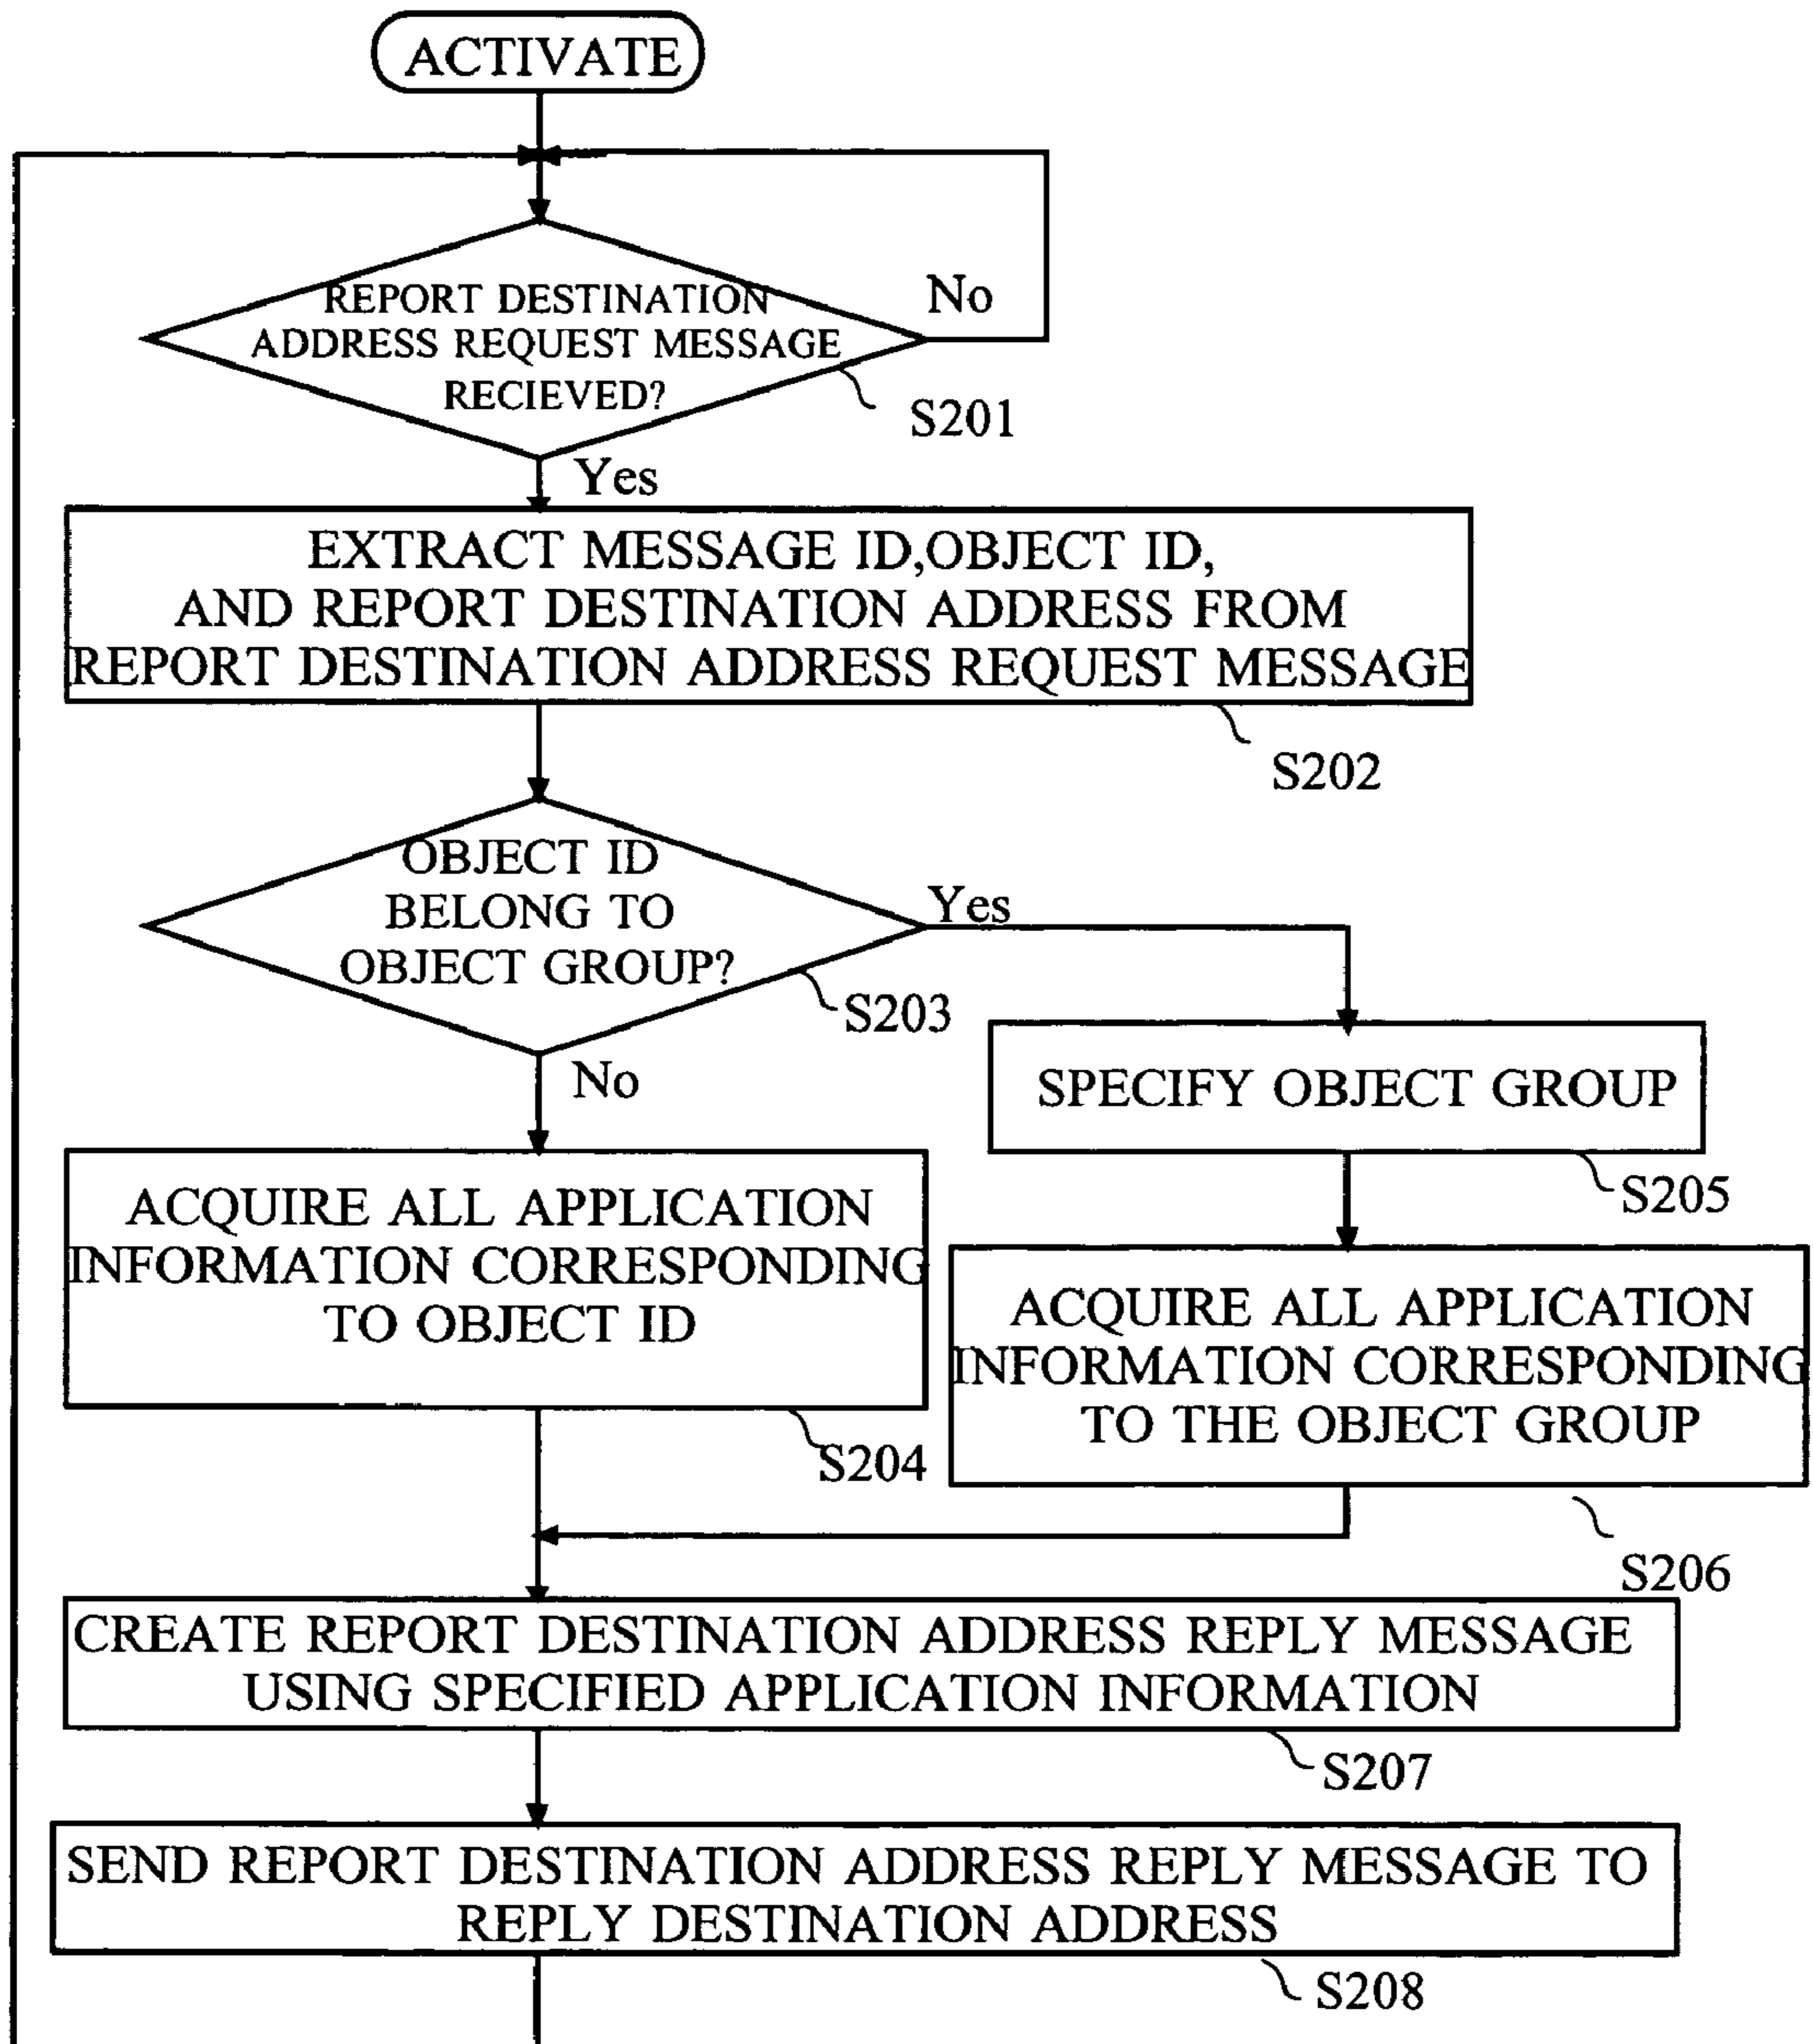 ACTIVATE
No
REPORT DESTINATION
ADDRESS REQUEST MESSAGE
RECIEVED?
S201
Yes
EXTRACT MESSAGE ID,OBJECT ID,
AND REPORT DESTINATION ADDRESS FROM
REPORT DESTINATION ADDRESS REQUEST MESSAGE
S202
OBJECT ID
BELONG TO
OBJECT GROUP?
Yes
S203
No
SPECIFY OBJECT GROUP
S205
ACQUIRE ALL APPLICATION
INFORMATION CORRESPONDING
TO OBJECT ID
S204
ACQUIRE ALL APPLICATION
INFORMATION CORRESPONDING
TO THE OBJECT GROUP
S206
CREATE REPORT DESTINATION ADDRESS REPLY MESSAGE
USING SPECIFIED APPLICATION INFORMATION
S207
SEND REPORT DESTINATION ADDRESS REPLY MESSAGE TO
REPLY DESTINATION ADDRESS
S208